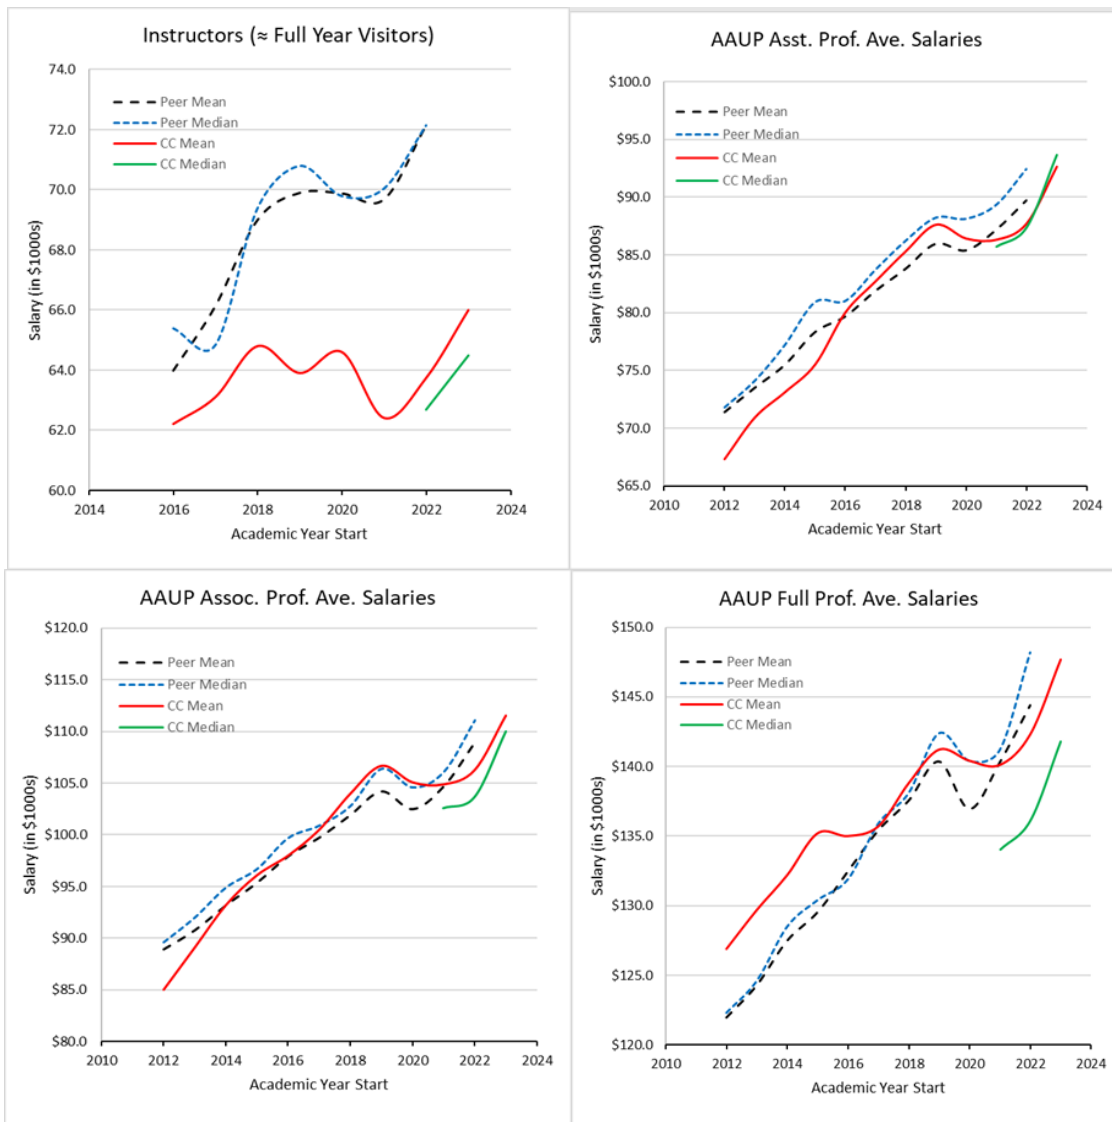 Instructors (≈ Full Year Visitors)
74.0
72.0
70.0
68.0
66.0
64.0
62.0
60.0
Salary (in $1000s)
Peer Mean
Peer Median
CC Mean
CC Median
2014 2016 2018 2020 2022 2024
Academic Year Start
AAUP Asst. Prof. Ave. Salaries
$100.0
$95.0
$90.0
$85.0
$80.0
$75.0
$70.0
$65.0
Salary (in $1000s)
Peer Mean
Peer Median
CC Mean
CC Median
2010 2012 2014 2016 2018 2020 2022 2024
Academic Year Start
AAUP Assoc. Prof. Ave. Salaries
$120.0
$115.0
$110.0
$105.0
$100.0
$95.0
$90.0
$85.0
$80.0
Salary (in $1000s)
Peer Mean
Peer Median
CC Mean
CC Median
2010 2012 2014 2016 2018 2020 2022 2024
Academic Year Start
AAUP Full Prof. Ave. Salaries
$150.0
$145.0
$140.0
$135.0
$130.0
$125.0
$120.0
Salary (in $1000s)
Peer Mean
Peer Median
CC Mean
CC Median
2010 2012 2014 2016 2018 2020 2022 2024
Academic Year Start